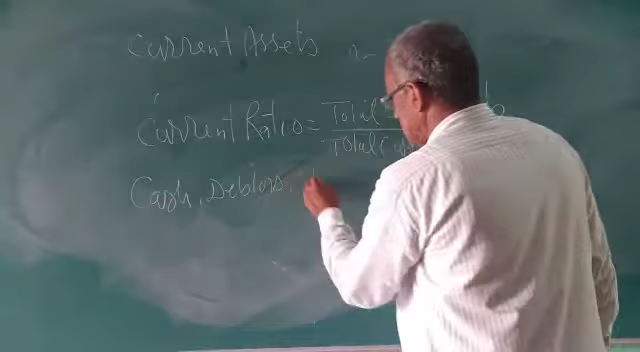 Current Assets
Current Ratio = Total
Total
Cash, Debtors,